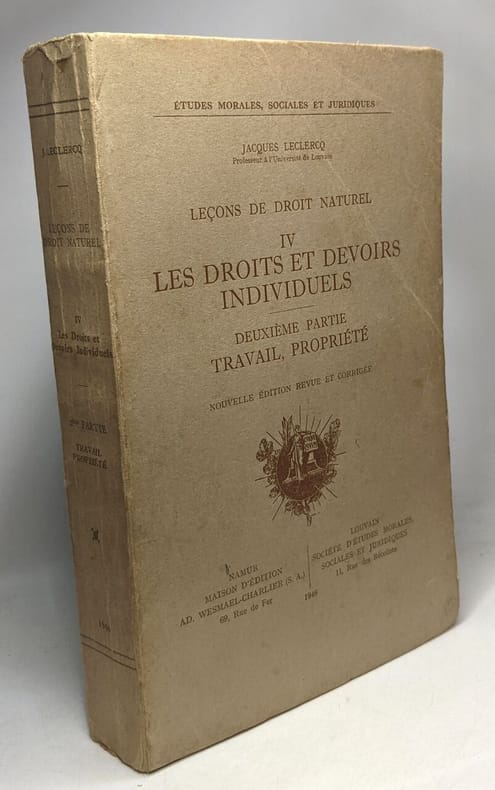 ÉTUDES MORALES, SOCIALES ET JURIDIQUES
JACQUES LECLERCQ
Professeur à l'Université de Louvain
LEÇONS DE DROIT NATUREL
IV
LES DROITS ET DEVOIRS
INDIVIDUELS
DEUXIÈME PARTIE
TRAVAIL, PROPRIÉTÉ
NOUVELLE ÉDITION REVUE ET CORRIGÉE
NAMUR
MAISON D'ÉDITION
AD. WESMAEL-CHARLIER (S. A.)
69, Rue de Fer
LOUVAIN
SOCIÉTÉ D'ÉTUDES MORALES,
SOCIALES ET JURIDIQUES
11, Rue des Récollets
1946
J. LECLERCQ
LEÇONS DE
DROIT NATUREL
IV
Les Droits et
Devoirs Individuels
2me PARTIE
TRAVAIL
PROPRIÉTÉ
1946